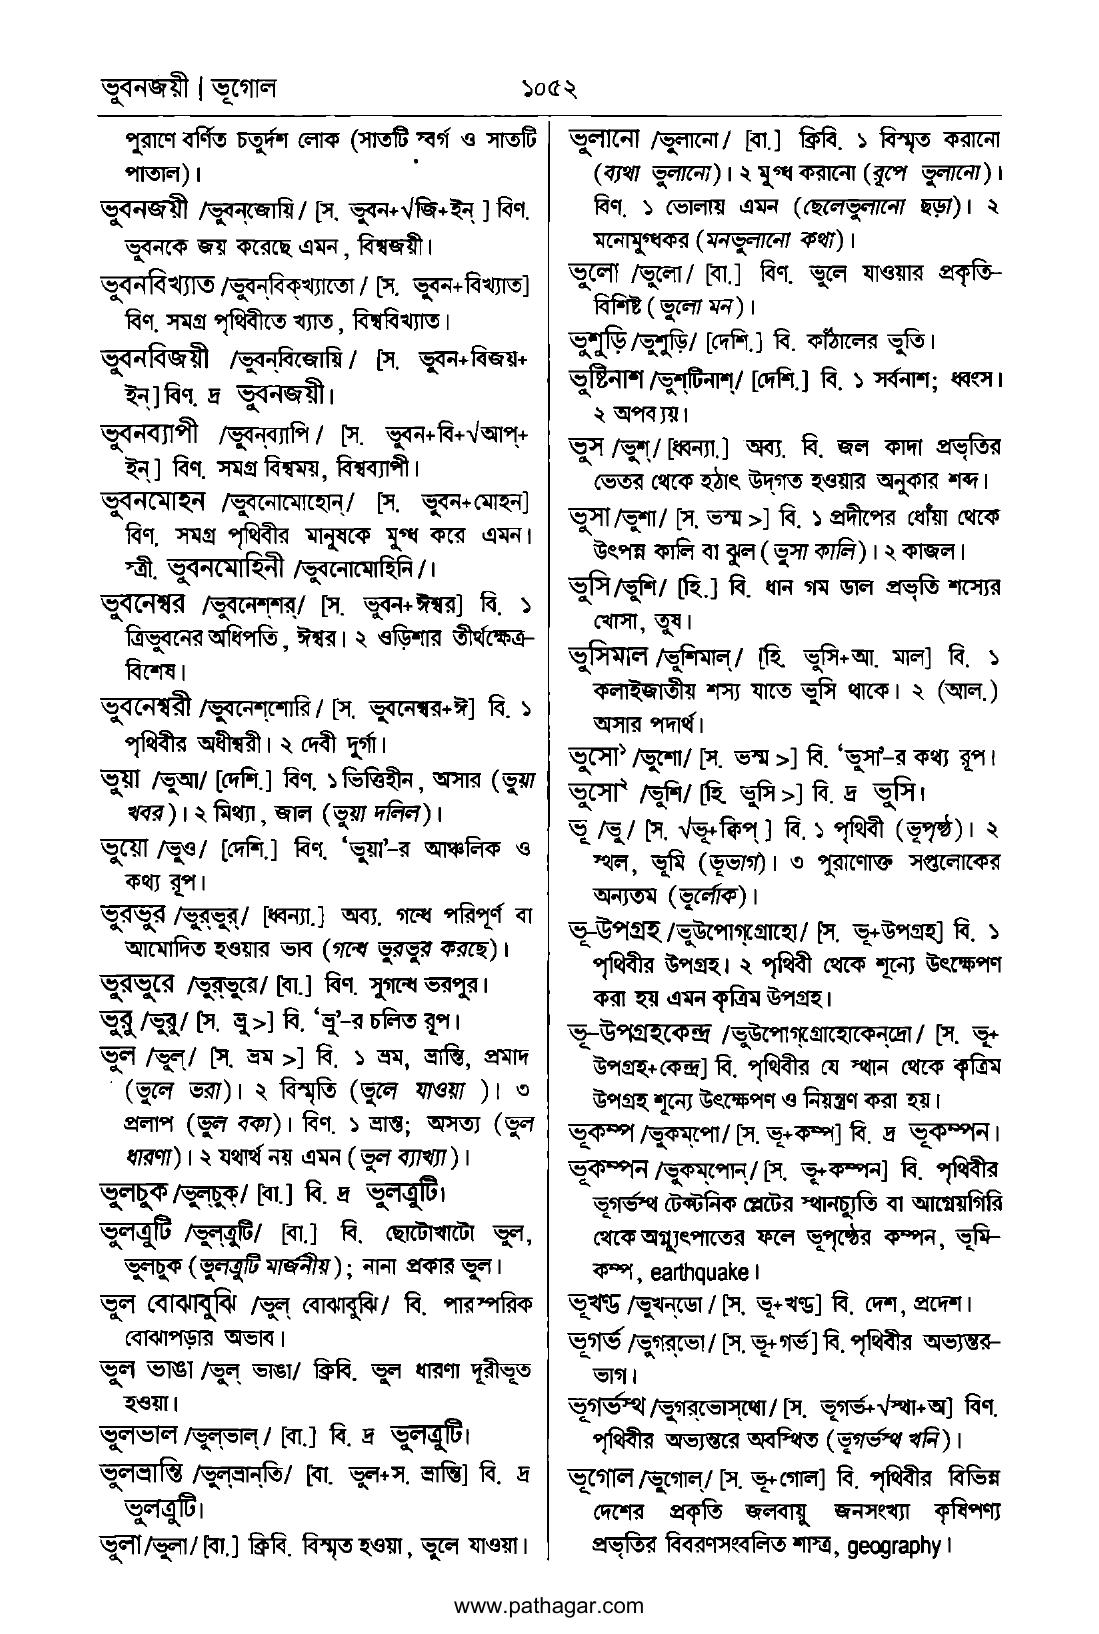 ভুবনজয়ী | ভূগোল
১০৫২
পুরাণে বর্ণিত চতুর্দশ লোক (সাতটি স্বর্গ ও সাতটি
পাতাল)।
ভুবনজয়ী /ভুবন্‌জোয়ি/ [স. ভুবন+√জি+ইন্‌ ] বিণ.
ভুবনকে জয় করেছে এমন, বিশ্বজয়ী।
ভুবনবিখ্যাত /ভুবন্‌বিক্‌খ্যাতো/ [স. ভুবন+বিখ্যাত]
বিণ. সমগ্র পৃথিবীতে খ্যাত, বিশ্ববিখ্যাত।
ভুবনবিজয়ী /ভুবন্‌বিজোয়ি/ [স. ভুবন+বিজয়+
ইন্‌] বিণ. দ্র ভুবনজয়ী।
ভুবনব্যাপী /ভুবন্‌ব্যাপি/ [স. ভুবন+বি+√আপ্‌+
ইন্‌] বিণ. সমগ্র বিশ্বময়, বিশ্বব্যাপী।
ভুবনমোহন /ভুবনোমোহোন্‌/ [স. ভুবন+মোহন]
বিণ. সমগ্র পৃথিবীর মানুষকে মুগ্ধ করে এমন।
স্ত্রী. ভুবনমোহিনী /ভুবনোমোহিনি/।
ভুবনেশ্বর /ভুবনেশ্‌শর্‌/ [স. ভুবন+ঈশ্বর] বি. ১
ত্রিভুবনের অধিপতি, ঈশ্বর। ২ ওড়িশার তীর্থক্ষেত্র-
বিশেষ।
ভুবনেশ্বরী /ভুবনেশ্‌শোরি/ [স. ভুবনেশ্বর+ঈ] বি. ১
পৃথিবীর অধীশ্বরী। ২ দেবী দুর্গা।
ভুয়া /ভুআ/ [দেশি.] বিণ. ১ ভিত্তিহীন, অসার (ভুয়া
খবর)। ২ মিথ্যা, জাল (ভুয়া দলিল)।
ভুয়ো /ভুও/ [দেশি.] বিণ. ‘ভুয়া’-র আঞ্চলিক ও
কথ্য রূপ।
ভুরভুর /ভুর্‌ভুর্‌/ [ধ্বন্যা.] অব্য. গন্ধে পরিপূর্ণ বা
আমোদিত হওয়ার ভাব (গন্ধে ভুরভুর করছে)।
ভুরভুরে /ভুর্‌ভুরে/ [বা.] বিণ. সুগন্ধে ভরপুর।
ভুরু /ভুরু/ [স. ভ্রূ >] বি. ‘ভ্রূ’-র চলিত রূপ।
ভুল /ভুল্‌/ [স. ভ্রম >] বি. ১ ভ্রম, ভ্রান্তি, প্রমাদ
(ভুলে ভরা)। ২ বিস্মৃতি (ভুলে যাওয়া )। ৩
প্রলাপ (ভুল বকা)। বিণ. ১ ভ্রান্ত; অসত্য (ভুল
ধারণা)। ২ যথার্থ নয় এমন (ভুল ব্যাখ্যা)।
ভুলচুক /ভুল্‌চুক্‌/ [বা.] বি. দ্র ভুলত্রুটি।
ভুলত্রুটি /ভুল্‌ত্রুটি/ [বা.] বি. ছোটোখাটো ভুল,
ভুলচুক (ভুলত্রুটি মার্জনীয়); নানা প্রকার ভুল।
ভুল বোঝাবুঝি /ভুল্‌ বোঝাবুঝি/ বি. পারস্পরিক
বোঝাপড়ার অভাব।
ভুল ভাঙা /ভুল্‌ ভাঙা/ ক্রিবি. ভুল ধারণা দূরীভূত
হওয়া।
ভুলভাল /ভুল্‌ভাল্‌/ [বা.] বি. দ্র ভুলত্রুটি।
ভুলভ্রান্তি /ভুল্‌ভ্রান্‌তি/ [বা. ভুল+স. ভ্রান্তি] বি. দ্র
ভুলত্রুটি।
ভুলা /ভুলা/ [বা.] ক্রিবি. বিস্মৃত হওয়া, ভুলে যাওয়া।
ভুলানো /ভুলানো/ [বা.] ক্রিবি. ১ বিস্মৃত করানো
(ব্যথা ভুলানো)। ২ মুগ্ধ করানো (রূপে ভুলানো)।
বিণ. ১ ভোলায় এমন (ছেলেভুলানো ছড়া)। ২
মনোমুগ্ধকর (মনভুলানো কথা)।
ভুলো /ভুলো/ [বা.] বিণ. ভুলে যাওয়ার প্রকৃতি-
বিশিষ্ট (ভুলো মন)।
ভুশুড়ি /ভুশুড়ি/ [দেশি.] বি. কাঁঠালের ভুতি।
ভুষ্টিনাশ /ভুশ্‌টিনাশ্‌/ [দেশি.] বি. ১ সর্বনাশ; ধ্বংস।
২ অপব্যয়।
ভুস /ভুশ্‌/ [ধ্বন্যা.] অব্য. বি. জল কাদা প্রভৃতির
ভেতর থেকে হঠাৎ উদ্‌গত হওয়ার অনুকার শব্দ।
ভুসা /ভুশা/ [স. ভস্ম >] বি. ১ প্রদীপের ধোঁয়া থেকে
উৎপন্ন কালি বা ঝুল (ভুসা কালি)। ২ কাজল।
ভুসি /ভুশি/ [হি.] বি. ধান গম ডাল প্রভৃতি শস্যের
খোসা, তুষ।
ভুসিমাল /ভুশিমাল্‌/ [হি. ভুসি+আ. মাল] বি. ১
কলাইজাতীয় শস্য যাতে ভুসি থাকে। ২ (আল.)
অসার পদার্থ।
ভুসো১ /ভুশো/ [স. ভস্ম >] বি. ‘ভুসা’-র কথ্য রূপ।
ভুসো২ /ভুশি/ [হি. ভুসি >] বি. দ্র ভুসি।
ভূ /ভু/ [স. √ভূ+ক্বিপ্‌ ] বি. ১ পৃথিবী (ভূপৃষ্ঠ)। ২
স্থল, ভূমি (ভূভাগ)। ৩ পুরাণোক্ত সপ্তলোকের
অন্যতম (ভূর্লোক)।
ভূ-উপগ্রহ /ভুউপোগ্‌গ্রোহো/ [স. ভূ+উপগ্রহ] বি. ১
পৃথিবীর উপগ্রহ। ২ পৃথিবী থেকে শূন্যে উৎক্ষেপণ
করা হয় এমন কৃত্রিম উপগ্রহ।
ভূ-উপগ্রহকেন্দ্র /ভুউপোগ্‌গ্রোহোকেন্‌দ্রো/ [স. ভূ+
উপগ্রহ+কেন্দ্র] বি. পৃথিবীর যে স্থান থেকে কৃত্রিম
উপগ্রহ শূন্যে উৎক্ষেপণ ও নিয়ন্ত্রণ করা হয়।
ভূকম্প /ভুকম্‌পো/ [স. ভূ+কম্প] বি. দ্র ভূকম্পন।
ভূকম্পন /ভুকম্‌পোন্‌/ [স. ভূ+কম্পন] বি. পৃথিবীর
ভূগর্ভস্থ টেক্টনিক প্লেটের স্থানচ্যুতি বা আগ্নেয়গিরি
থেকে অগ্ন্যুৎপাতের ফলে ভূপৃষ্ঠের কম্পন, ভূমি-
কম্প, earthquake।
ভূখণ্ড /ভুখন্‌ডো/ [স. ভূ+খণ্ড] বি. দেশ, প্রদেশ।
ভূগর্ভ /ভুগর্‌ভো/ [স. ভূ+গর্ভ] বি. পৃথিবীর অভ্যন্তর-
ভাগ।
ভূগর্ভস্থ /ভুগর্‌ভোস্‌থো/ [স. ভূগর্ভ+√স্থা+অ] বিণ.
পৃথিবীর অভ্যন্তরে অবস্থিত (ভূগর্ভস্থ খনি)।
ভূগোল /ভুগোল্‌/ [স. ভূ+গোল] বি. পৃথিবীর বিভিন্ন
দেশের প্রকৃতি জলবায়ু জনসংখ্যা কৃষিপণ্য
প্রভৃতির বিবরণসংবলিত শাস্ত্র, geography।
www.pathagar.com